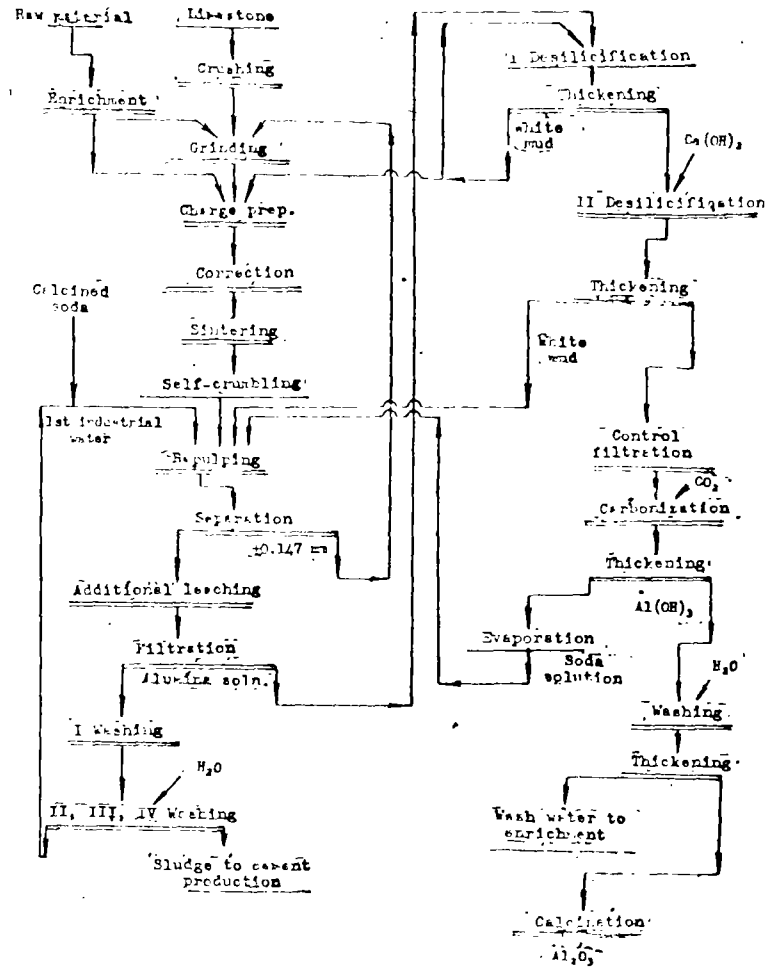 Raw material
Limestone
Crushing
Enrichment
Grinding
Charge prep.
Correction
Calcined
soda
Sintering
Self-crumbling
1st industrial
water
Repulping
Separation
+0.147 mm
Additional leaching
Filtration
Alumina soln.
I Washing
H₂O
II, III, IV Washing
Sludge to cement
production
I Desilicification
Thickening
White
mud
Ca(OH)₂
II Desilicification
Thickening
White
mud
Control
filtration
CO₂
Carbonization
Thickening
Al(OH)₃
Evaporation
Soda
solution
H₂O
Washing
Thickening
Wash water to
enrichment
Calcination
Al₂O₃